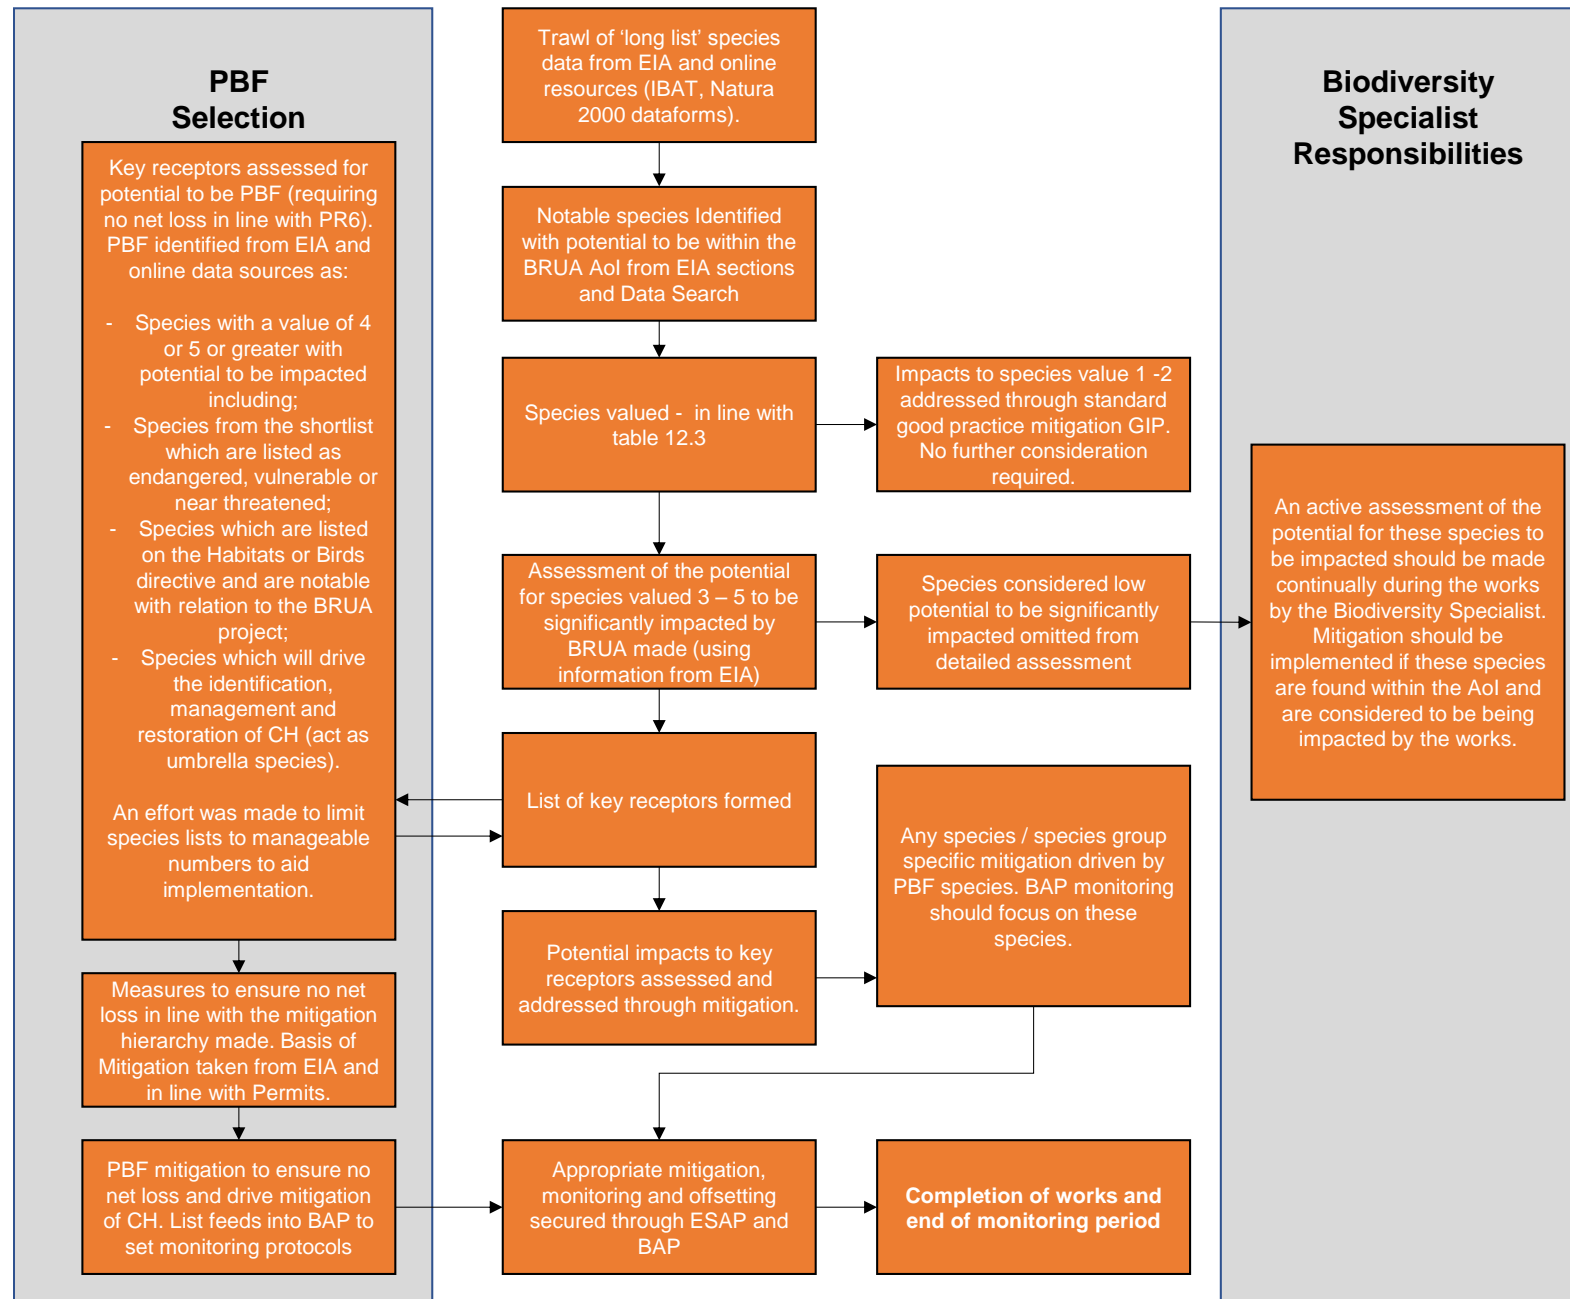 PBF
Selection
Key receptors assessed for
potential to be PBF (requiring
no net loss in line with PR6).
PBF identified from EIA and
online data sources as:
- Species with a value of 4
or 5 or greater with
potential to be impacted
including;
- Species from the shortlist
which are listed as
endangered, vulnerable or
near threatened;
- Species which are listed
on the Habitats or Birds
directive and are notable
with relation to the BRUA
project;
- Species which will drive
the identification,
management and
restoration of CH (act as
umbrella species).
An effort was made to limit
species lists to manageable
numbers to aid
implementation.
Measures to ensure no net
loss in line with the mitigation
hierarchy made. Basis of
Mitigation taken from EIA and
in line with Permits.
PBF mitigation to ensure no
net loss and drive mitigation
of CH. List feeds into BAP to
set monitoring protocols
Trawl of ‘long list’ species
data from EIA and online
resources (IBAT, Natura
2000 dataforms).
Notable species Identified
with potential to be within the
BRUA AoI from EIA sections
and Data Search
Species valued - in line with
table 12.3
Impacts to species value 1 -2
addressed through standard
good practice mitigation GIP.
No further consideration
required.
Assessment of the potential
for species valued 3 – 5 to be
significantly impacted by
BRUA made (using
information from EIA)
Species considered low
potential to be significantly
impacted omitted from
detailed assessment
List of key receptors formed
Potential impacts to key
receptors assessed and
addressed through mitigation.
Any species / species group
specific mitigation driven by
PBF species. BAP monitoring
should focus on these
species.
Appropriate mitigation,
monitoring and offsetting
secured through ESAP and
BAP
Completion of works and
end of monitoring period
Biodiversity
Specialist
Responsibilities
An active assessment of the
potential for these species to
be impacted should be made
continually during the works
by the Biodiversity Specialist.
Mitigation should be
implemented if these species
are found within the AoI and
are considered to be being
impacted by the works.